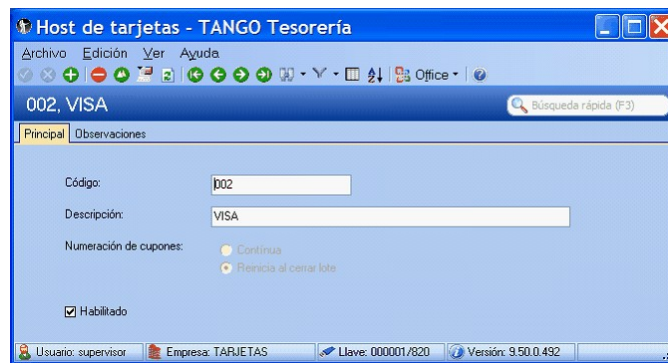 Host de tarjetas - TANGO Tesorería
Archivo Edición Ver Ayuda
Office
002, VISA
Búsqueda rápida (F3)
Principal Observaciones
Código: 002
Descripción: VISA
Numeración de cupones: Contínua
Reinicia al cerrar lote
Habilitado
Usuario: supervisor Empresa: TARJETAS Llave: 000001/820 Versión: 9.50.0.492